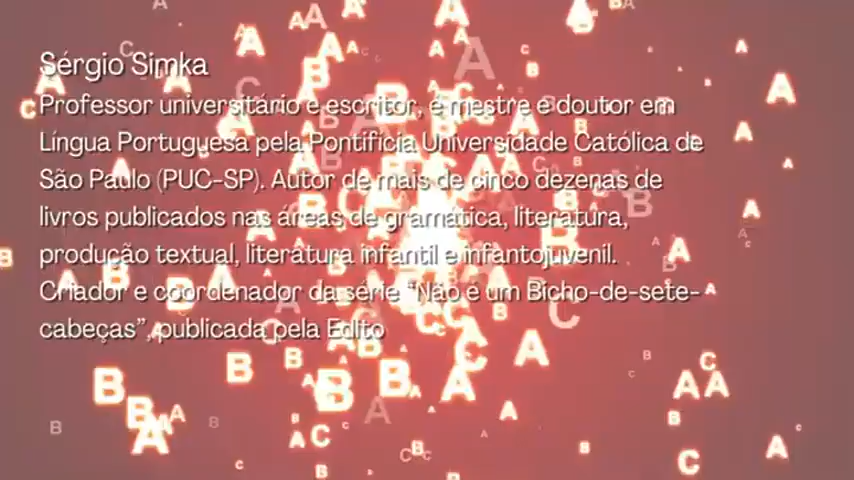 Sérgio Simka
Professor universitário e escritor, é mestre e doutor em
Língua Portuguesa pela Pontifícia Universidade Católica de
São Paulo (PUC-SP). Autor de mais de cinco dezenas de
livros publicados nas áreas de gramática, literatura,
produção textual, literatura infantil e infantojuvenil.
Criador e coordenador da série “Não é um Bicho-de-sete-
cabeças”, publicada pela Edito